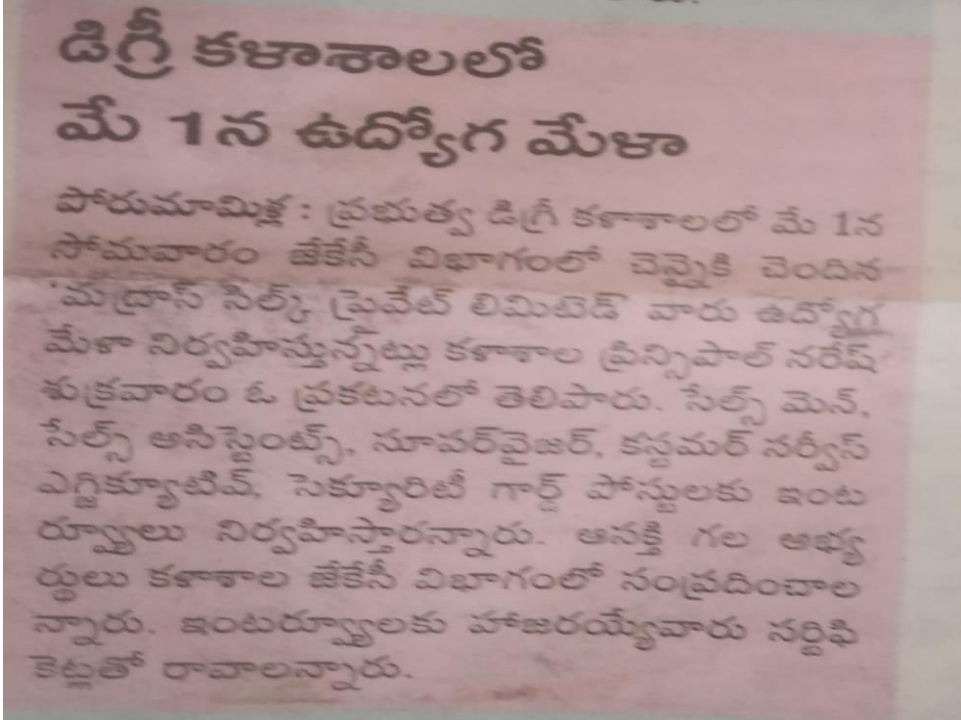 డిగ్రీ కళాశాలలో
మే 1న ఉద్యోగ మేళా
పోరుమామిళ్ల : ప్రభుత్వ డిగ్రీ కళాశాలలో మే 1న
సోమవారం జేకేసీ విభాగంలో చెన్నైకి చెందిన
'మద్రాస్ సిల్క్ ప్రైవేట్ లిమిటెడ్' వారు ఉద్యోగ
మేళా నిర్వహిస్తున్నట్లు కళాశాల ప్రిన్సిపాల్ నరేష్
శుక్రవారం ఓ ప్రకటనలో తెలిపారు. సేల్స్ మెన్,
సేల్స్ అసిస్టెంట్స్, సూపర్‌వైజర్, కస్టమర్ సర్వీస్
ఎగ్జిక్యూటివ్, సెక్యూరిటీ గార్డ్ పోస్టులకు ఇంట
ర్వ్యూలు నిర్వహిస్తారన్నారు. ఆసక్తి గల అభ్య
ర్థులు కళాశాల జేకేసీ విభాగంలో సంప్రదించాల
న్నారు. ఇంటర్వ్యూలకు హాజరయ్యేవారు సర్టిఫి
కెట్లతో రావాలన్నారు.